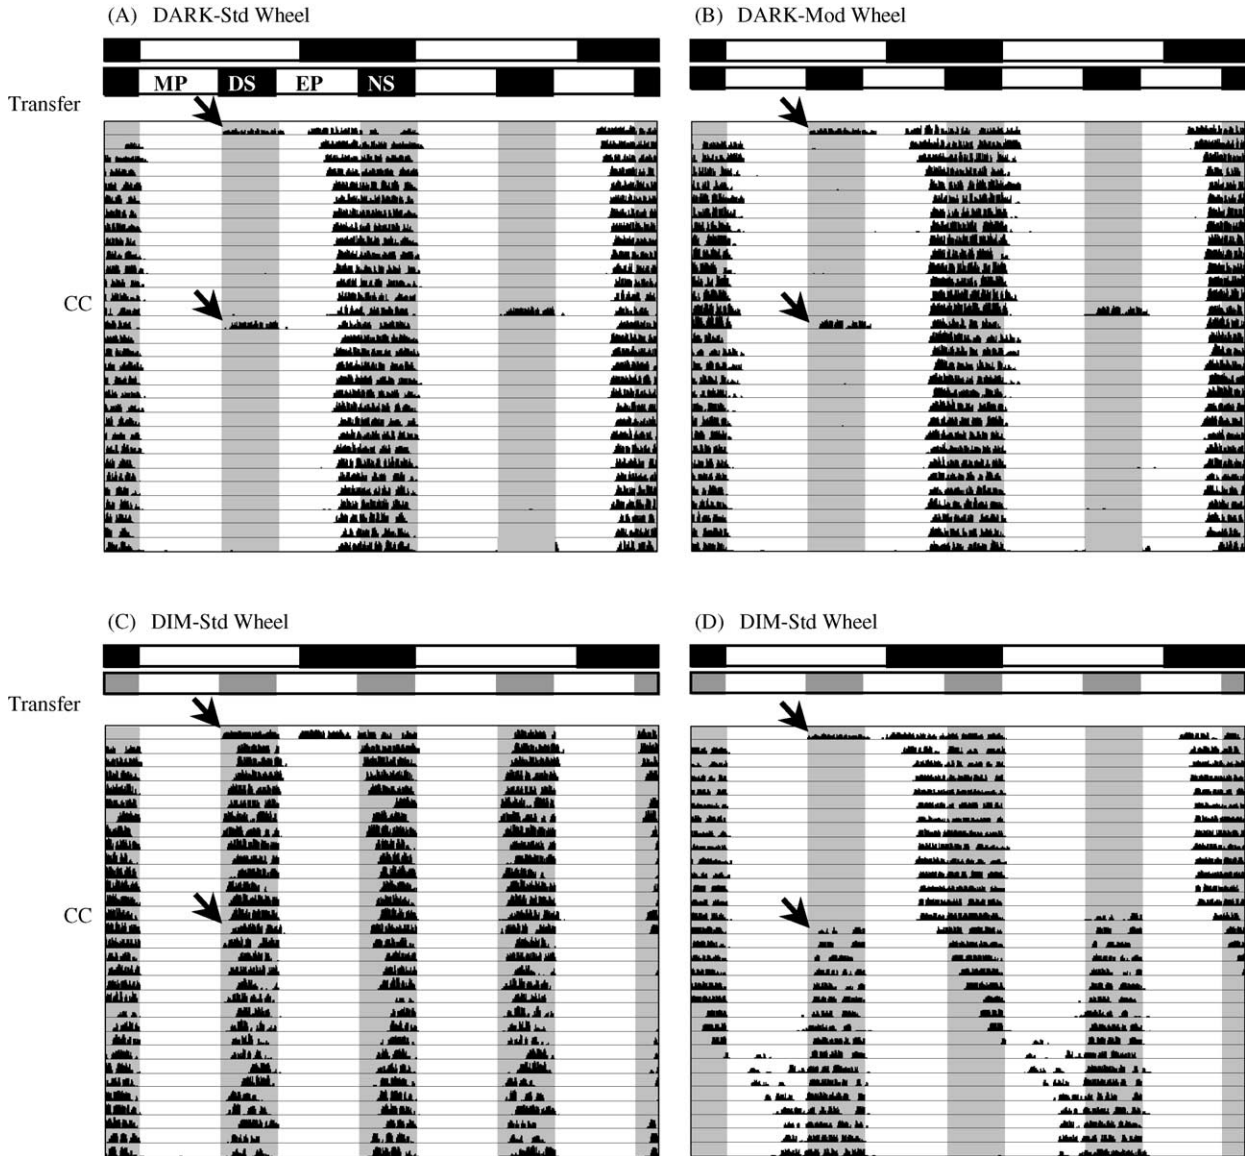 (A) DARK-Std Wheel
(B) DARK-Mod Wheel
MP DS EP NS
Transfer
CC
(C) DIM-Std Wheel
(D) DIM-Std Wheel
Transfer
CC